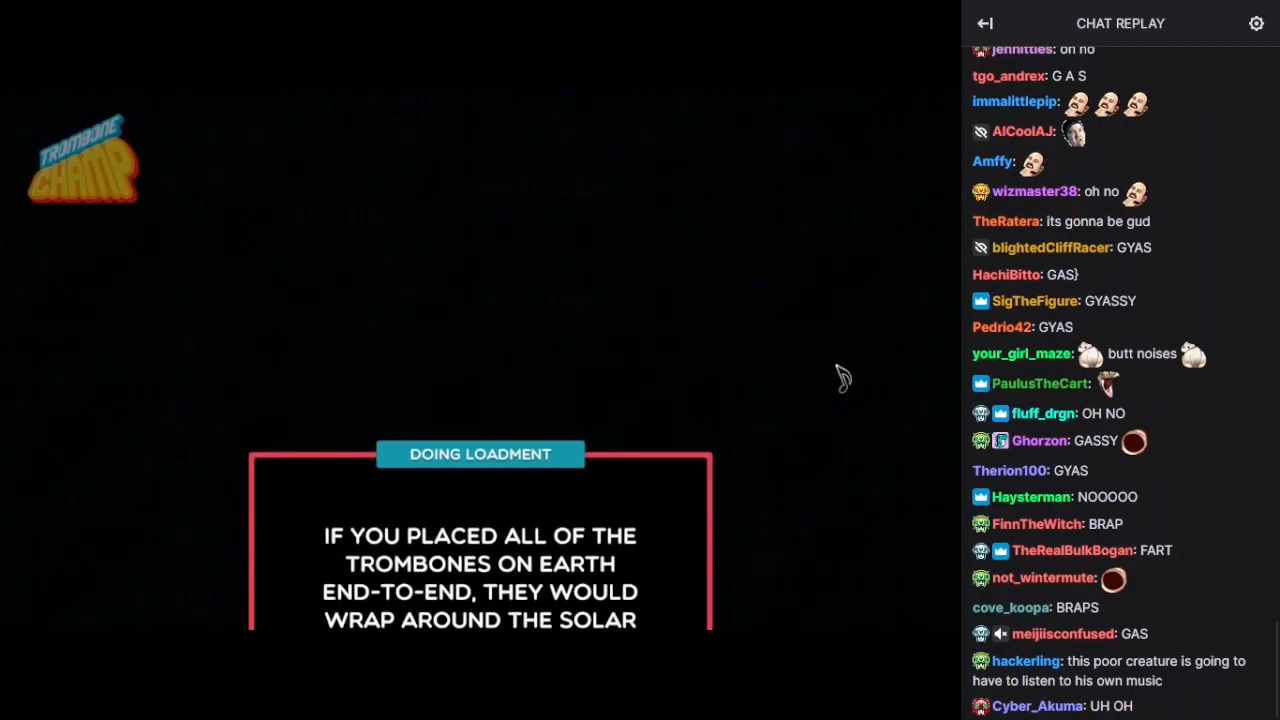 TROMBONE
CHAMP
DOING LOADMENT
IF YOU PLACED ALL OF THE
TROMBONES ON EARTH
END-TO-END, THEY WOULD
WRAP AROUND THE SOLAR
CHAT REPLAY
jennitties: oh no
tgo_andrex: G A S
immalittlepip:
AlCoolAJ:
Amffy:
wizmaster38: oh no
TheRatera: its gonna be gud
blightedCliffRacer: GYAS
HachiBitto: GAS}
SigTheFigure: GYASSY
Pedrio42: GYAS
your_girl_maze: butt noises
PaulusTheCart:
fluff_drgn: OH NO
Ghorzon: GASSY
Therion100: GYAS
Haysterman: NOOOOO
FinnTheWitch: BRAP
TheRealBulkBogan: FART
not_wintermute:
cove_koopa: BRAPS
meijiisconfused: GAS
hackerling: this poor creature is going to
have to listen to his own music
Cyber_Akuma: UH OH